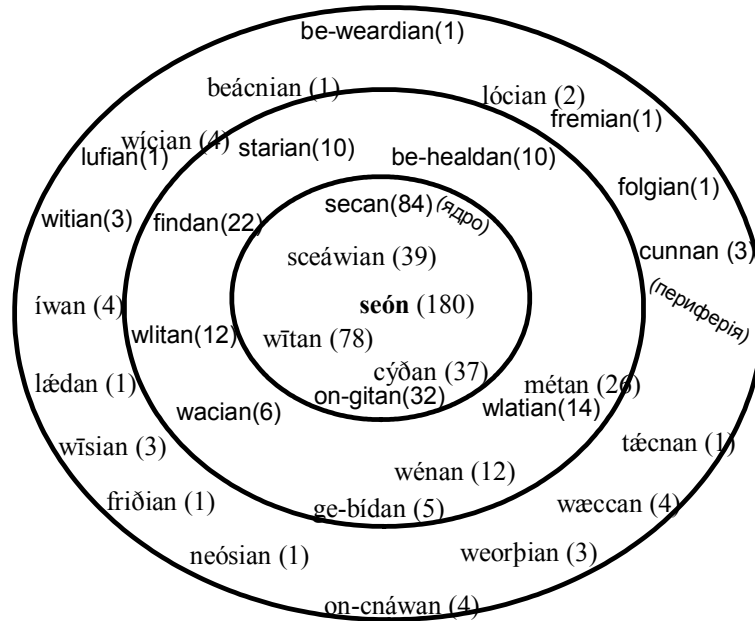 be-weardian(1)
beácnian (1)
lócian (2)
fremian(1)
wícian (4)
lufian(1)
starian(10)
be-healdan(10)
folgian(1)
witian(3)
findan(22)
secan(84)
(ядро)
cunnan (3)
sceáwian (39)
íwan (4)
seón (180)
(периферія)
wlitan(12)
wītan (78)
cýðan (37)
lǽdan (1)
on-gitan(32)
métan (26)
wlatian(14)
wacian(6)
tǽcnan (1)
wīsian (3)
wénan (12)
friðian (1)
ge-bídan (5)
wæccan (4)
neósian (1)
weorþian (3)
on-cnáwan (4)